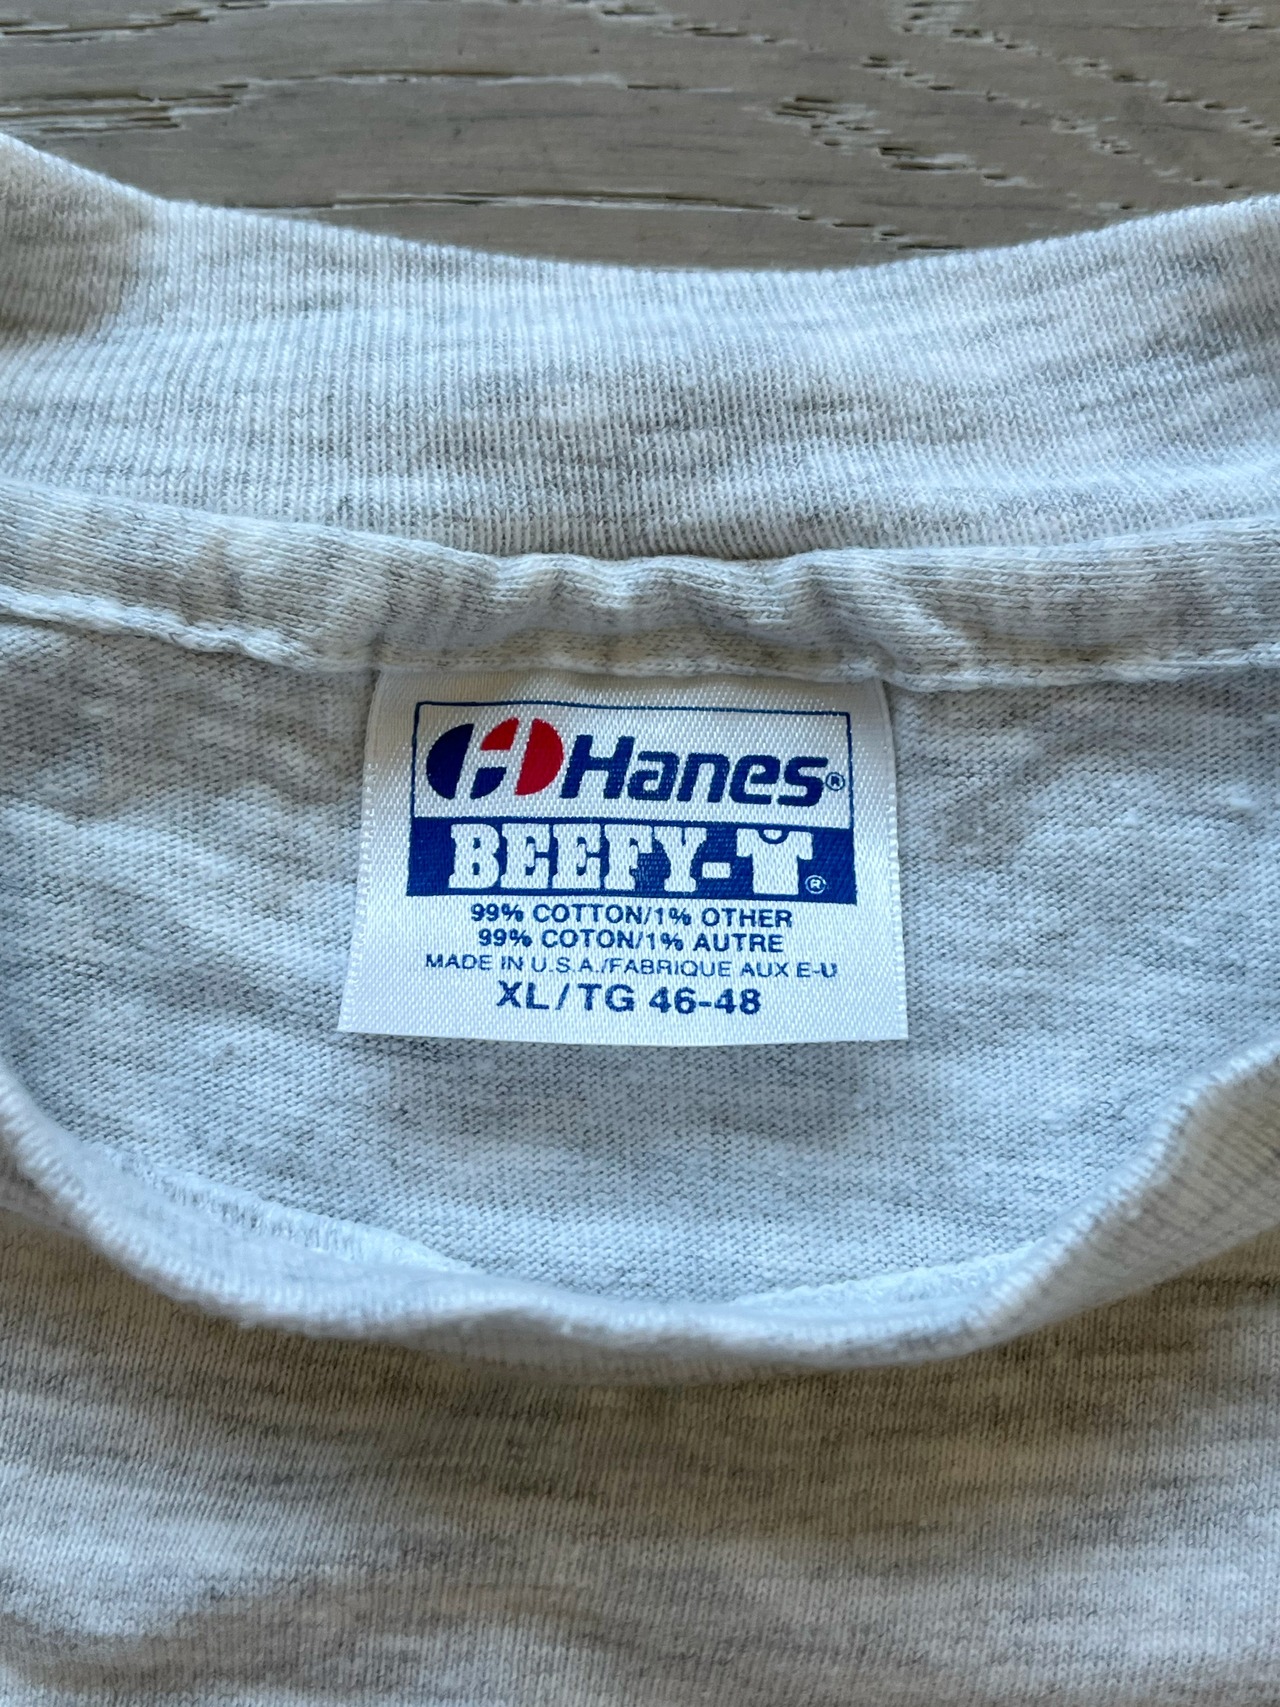 Hanes®
BEEFY-T®
99% COTTON/1% OTHER
99% COTON/1% AUTRE
MADE IN U.S.A./FABRIQUE AUX E-U
XL/TG 46-48